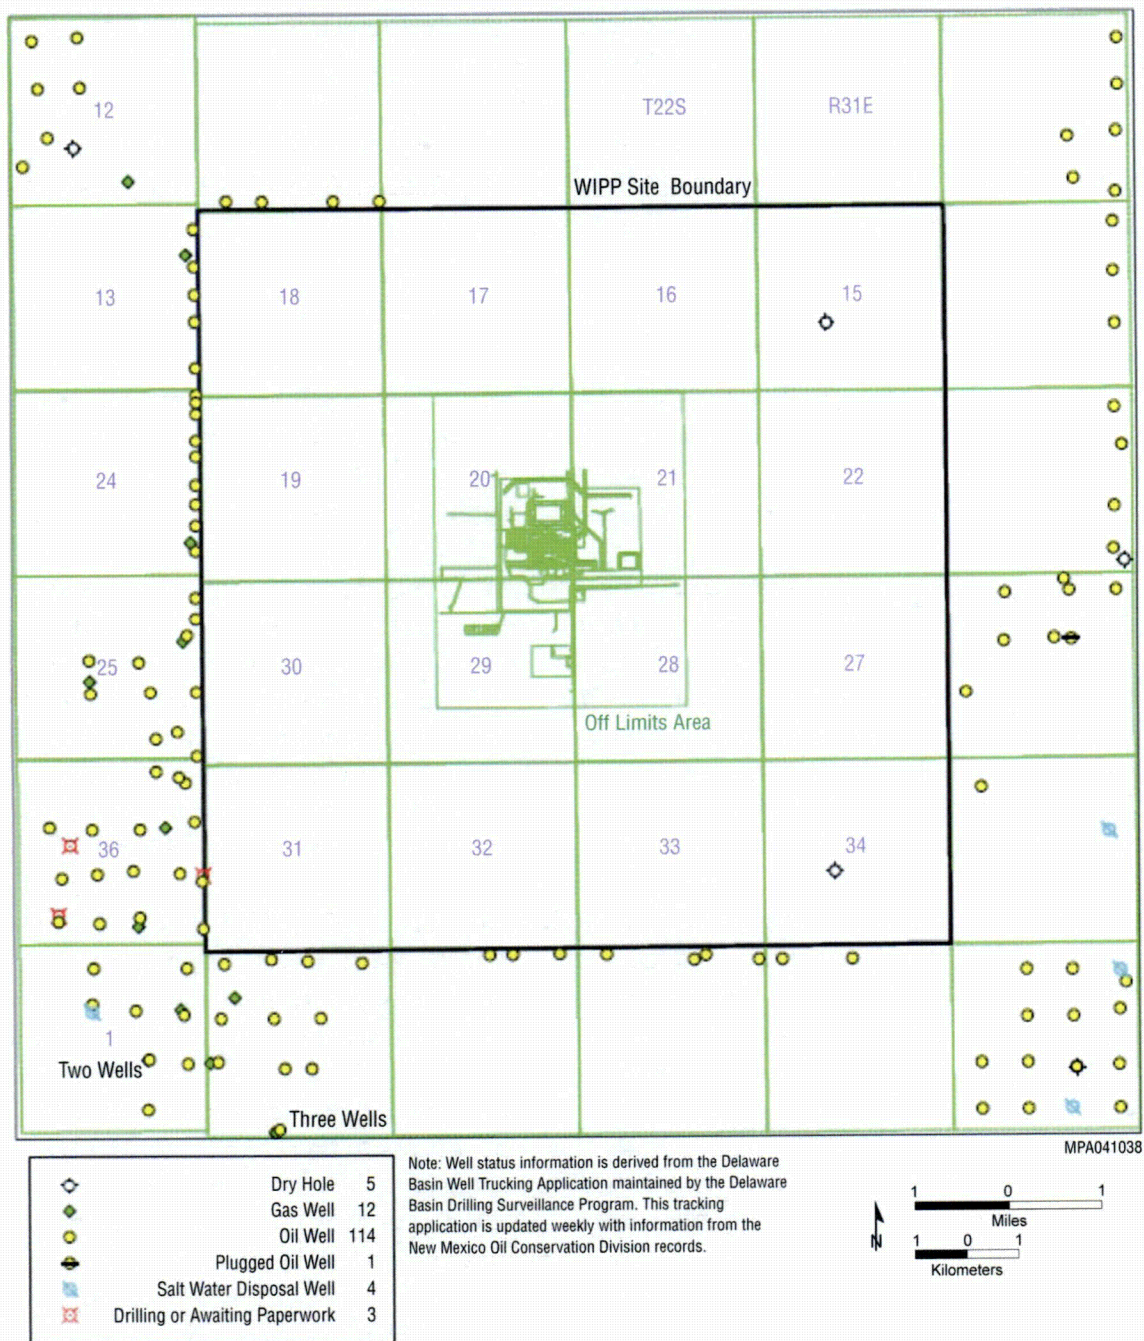 12
T22S
R31E
WIPP Site Boundary
13
18
17
16
15
24
19
20
21
22
25
30
29
28
27
Off Limits Area
36
31
32
33
34
1
Two Wells
Three Wells
MPA041038
Dry Hole 5
Gas Well 12
Oil Well 114
Plugged Oil Well 1
Salt Water Disposal Well 4
Drilling or Awaiting Paperwork 3
Note: Well status information is derived from the Delaware
Basin Well Trucking Application maintained by the Delaware
Basin Drilling Surveillance Program. This tracking
application is updated weekly with information from the
New Mexico Oil Conservation Division records.
N
1 0 1
Miles
1 0 1
Kilometers